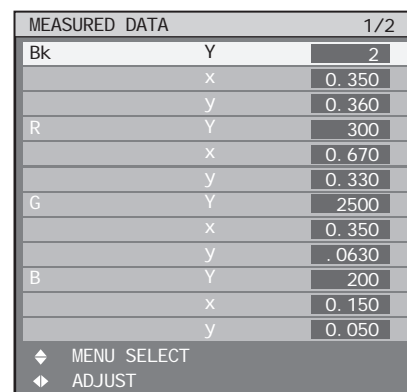 MEASURED DATA 1/2
Bk Y 2
x 0.350
y 0.360
R Y 300
x 0.670
y 0.330
G Y 2500
x 0.350
y .0630
B Y 200
x 0.150
y 0.050
MENU SELECT
ADJUST